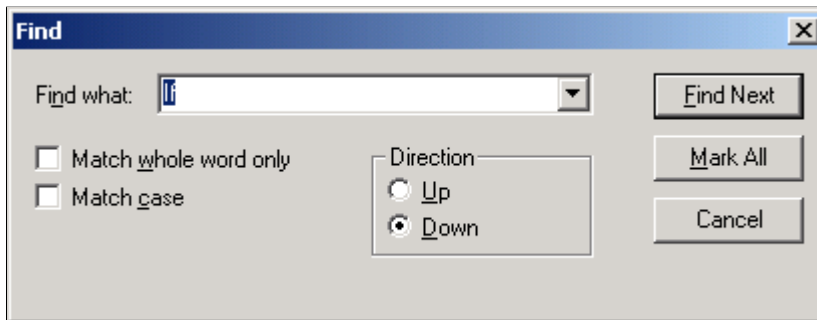 Find
Find what: If
Find Next
Match whole word only
Match case
Direction
Up
Down
Mark All
Cancel